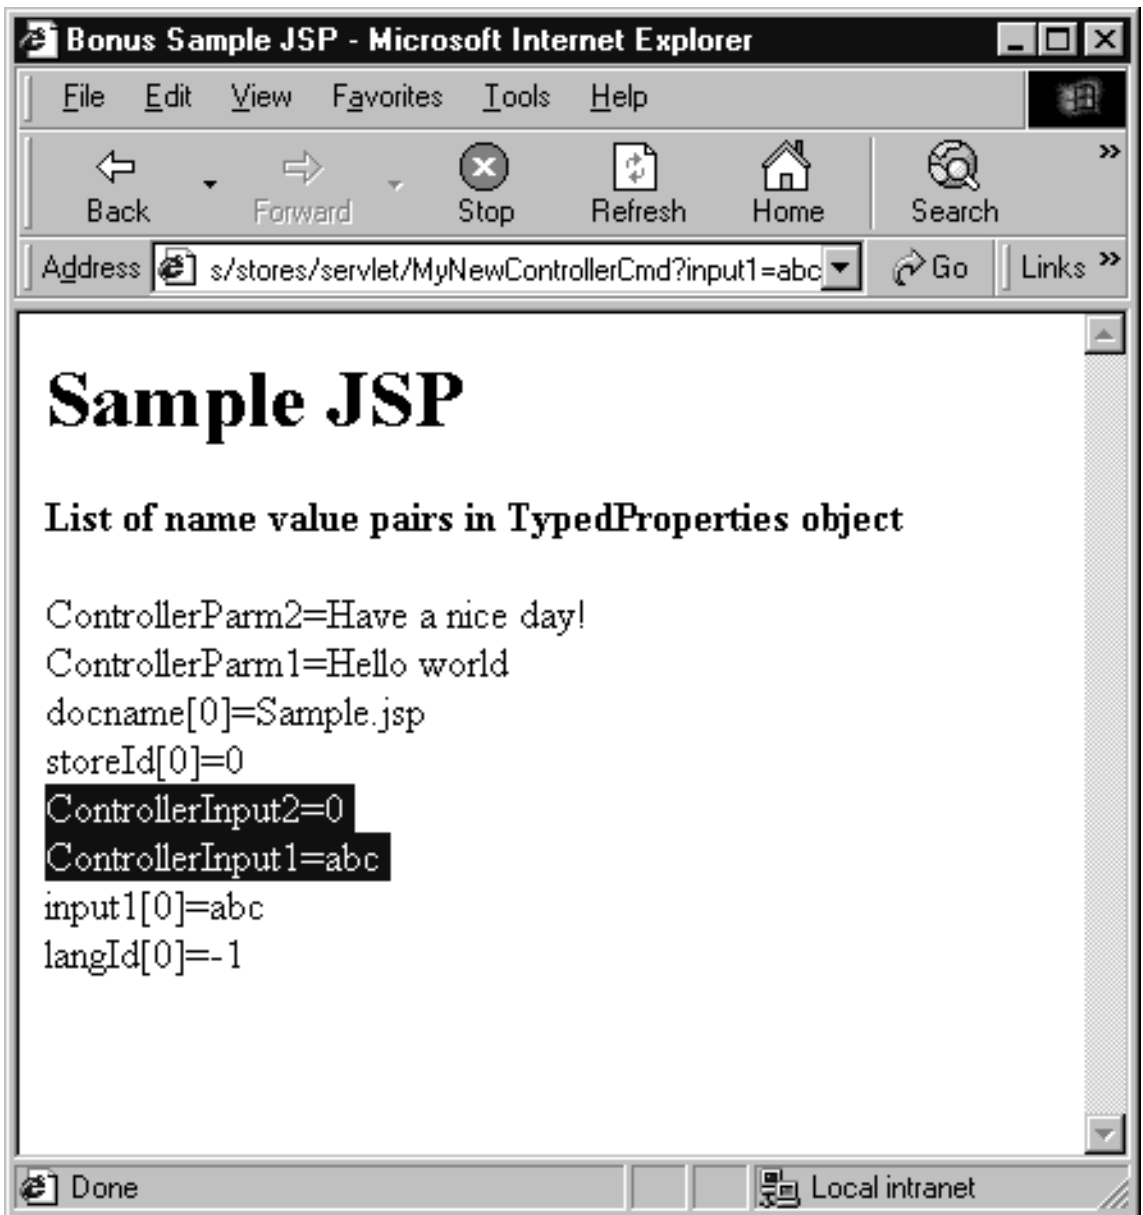 Bonus Sample JSP - Microsoft Internet Explorer
File Edit View Favorites Tools Help
»
Back Forward Stop Refresh Home Search
Address s/stores/servlet/MyNewControllerCmd?input1=abc Go Links »
Sample JSP
List of name value pairs in TypedProperties object
ControllerParm2=Have a nice day!
ControllerParm1=Hello world
docname[0]=Sample.jsp
storeId[0]=0
ControllerInput2=0
ControllerInput1=abc
input1[0]=abc
langId[0]=-1
Done Local intranet